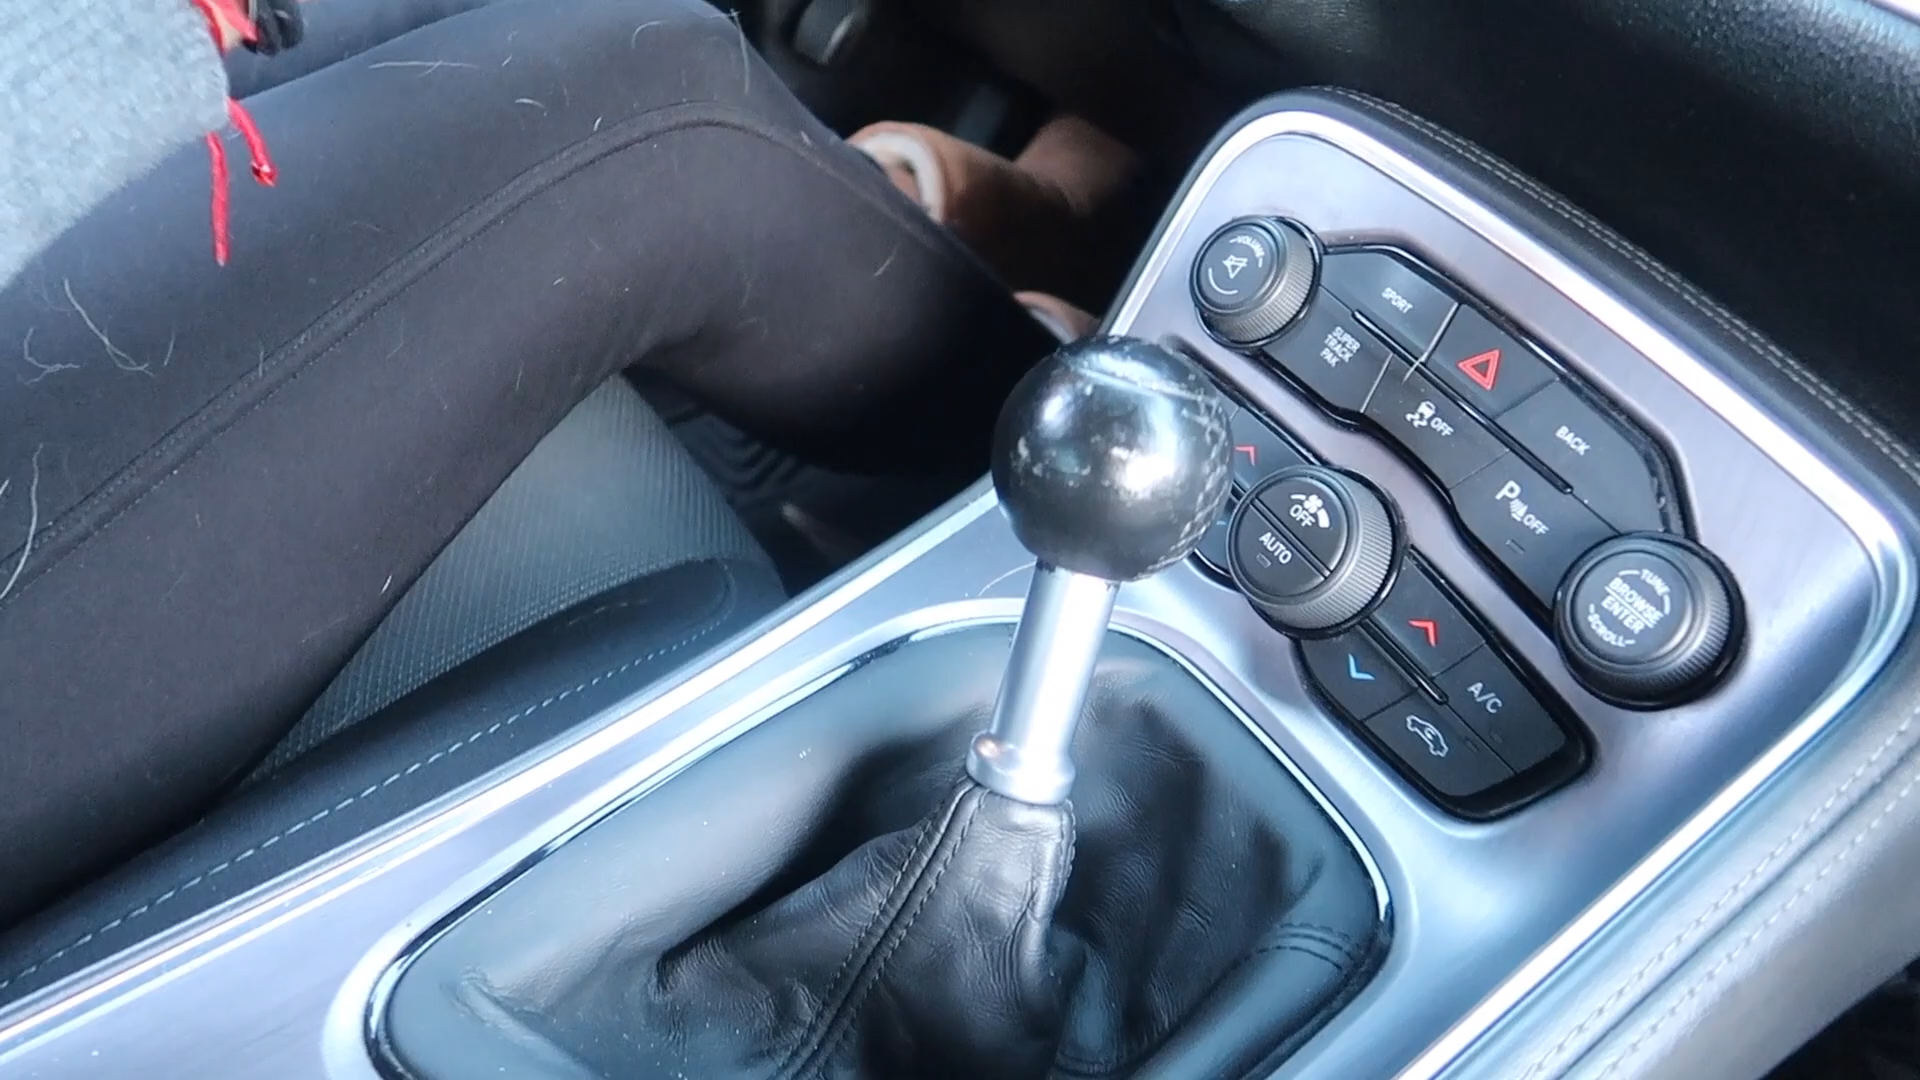 VOLUME
SPORT
SUPER
TRACK
PAK
OFF
BACK
P OFF
OFF
AUTO
TUNE
BROWSE
ENTER
SCROLL
A/C